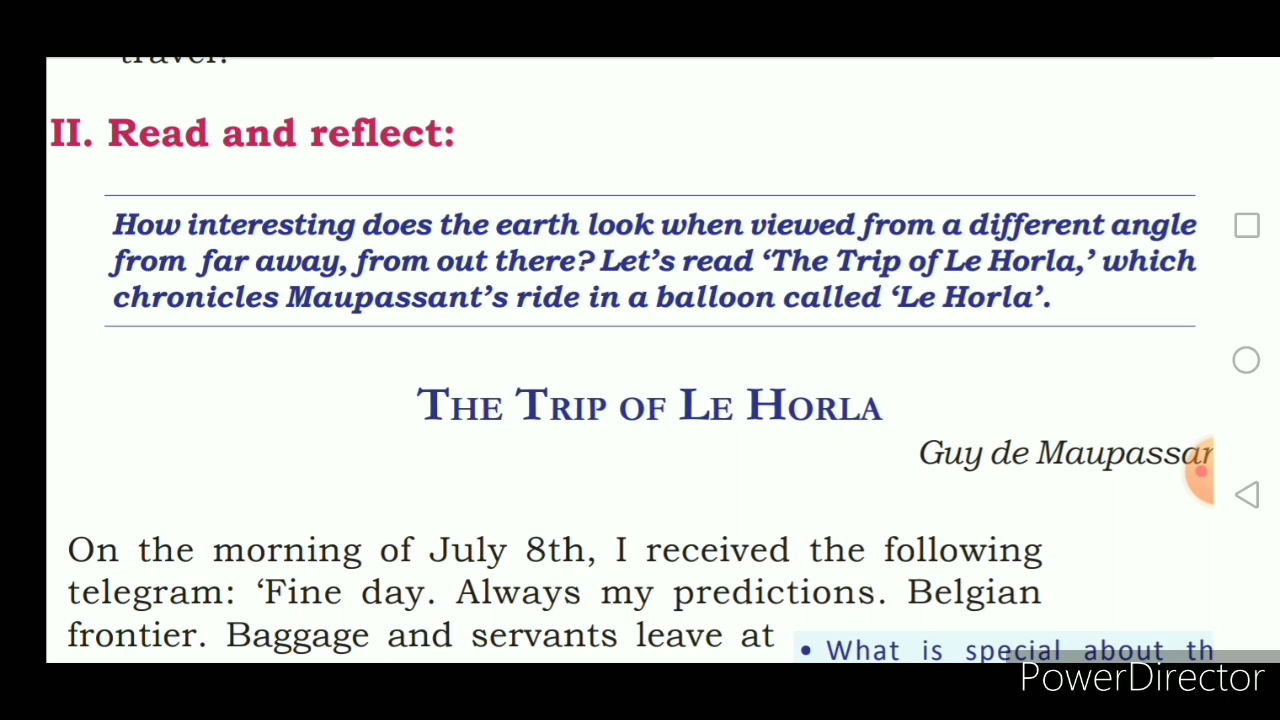 travel.
II. Read and reflect:
How interesting does the earth look when viewed from a different angle
from far away, from out there? Let's read 'The Trip of Le Horla,' which
chronicles Maupassant's ride in a balloon called 'Le Horla'.
THE TRIP OF LE HORLA
Guy de Maupassan
On the morning of July 8th, I received the following
telegram: 'Fine day. Always my predictions. Belgian
frontier. Baggage and servants leave at
• What is special about th
PowerDirector